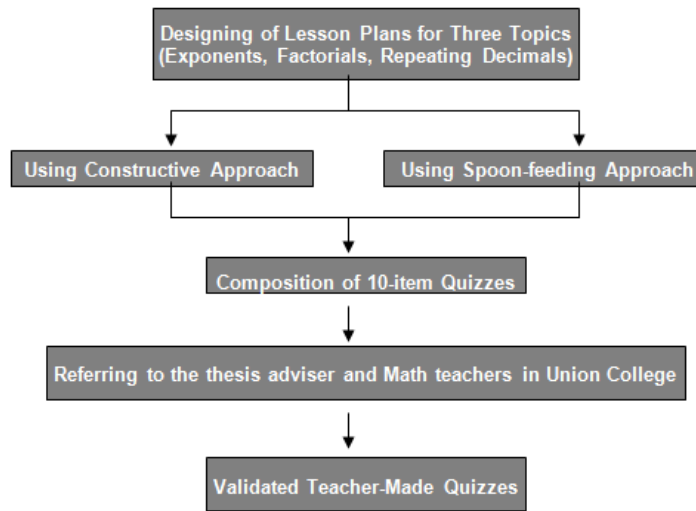 Designing of Lesson Plans for Three Topics
(Exponents, Factorials, Repeating Decimals)
Using Constructive Approach
Using Spoon-feeding Approach
Composition of 10-item Quizzes
Referring to the thesis adviser and Math teachers in Union College
Validated Teacher-Made Quizzes